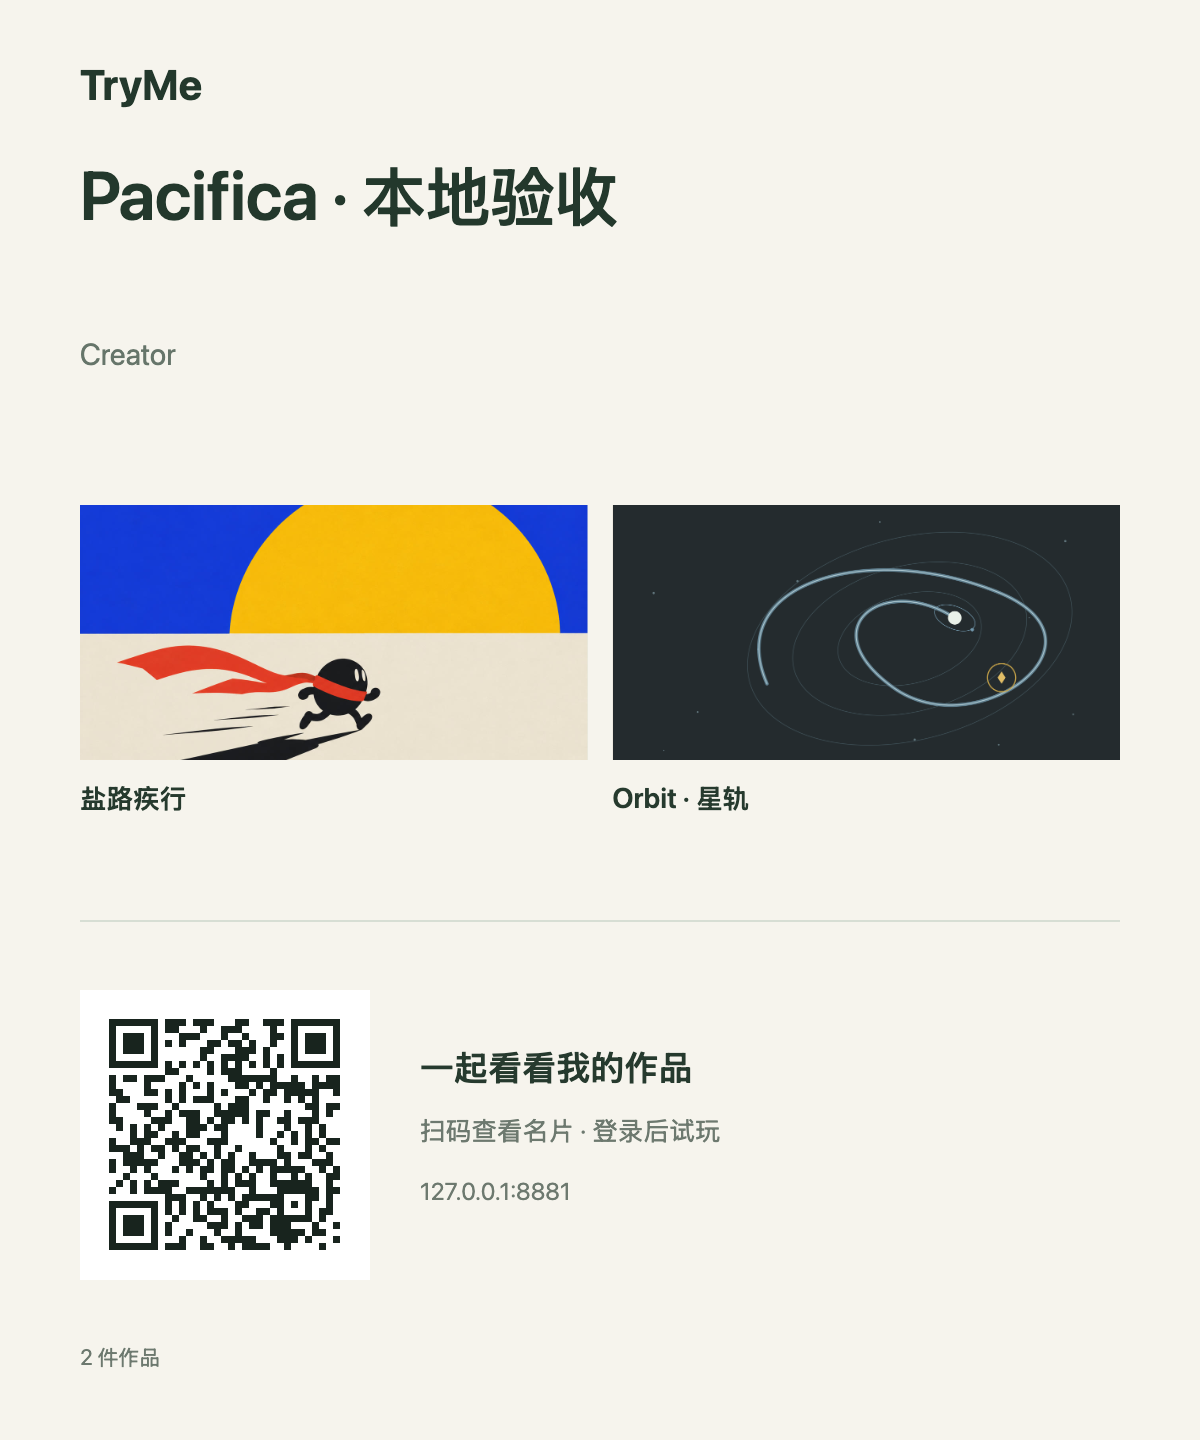 TryMe
Pacifica · 本地验收
Creator
盐路疾行
Orbit · 星轨
一起看看我的作品
扫码查看名片 · 登录后试玩
127.0.0.1:8881
2 件作品